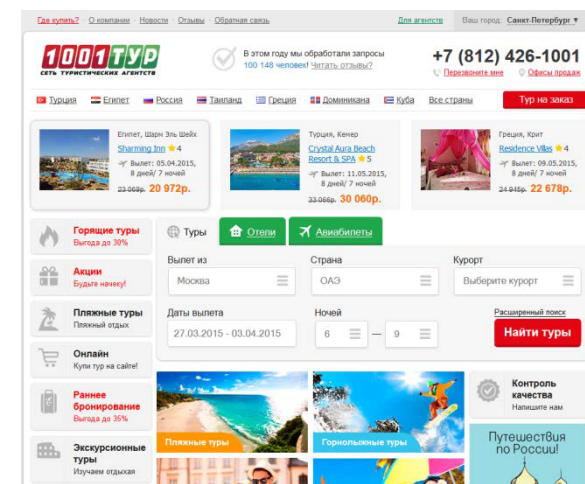 Где купить? · О компании · Новости · Отзывы · Обратная связь
Для агентств
Ваш город: Санкт-Петербург ▾
1001ТУР
СЕТЬ ТУРИСТИЧЕСКИХ АГЕНТСТВ
В этом году мы обработали запросы
100 148 человек! Читать отзывы?
+7 (812) 426-1001
Перезвоните мне
Офисы продаж
Турция
Египет
Россия
Таиланд
Греция
Доминикана
Куба
Все страны
Тур на заказ
Египет, Шарм Эль Шейх
Sharming Inn ★ 4
Вылет: 05.04.2015,
8 дней/ 7 ночей
23 069р. 20 972р.
Турция, Кемер
Crystal Aura Beach
Resort & SPA ★ 5
Вылет: 11.05.2015,
8 дней/ 7 ночей
33 066р. 30 060р.
Греция, Крит
Residence Villas ★ 4
Вылет: 09.05.2015,
8 дней/ 7 ночей
24 946р. 22 678р.
Горящие туры
Выгода до 30%
Акции
Будьте начеку!
Пляжные туры
Пляжный отдых
Онлайн
Купи тур на сайте!
Раннее
бронирование
Выгода до 35%
Экскурсионные
туры
Изучаем отдыхая
Туры
Отели
Авиабилеты
Вылет из
Москва
Страна
ОАЭ
Курорт
Выберите курорт
Даты вылета
27.03.2015 - 03.04.2015
Ночей
6 — 9
Расширенный поиск
Найти туры
Пляжные туры
Горнолыжные туры
Контроль
качества
Напишите нам
Путешествия
по России!